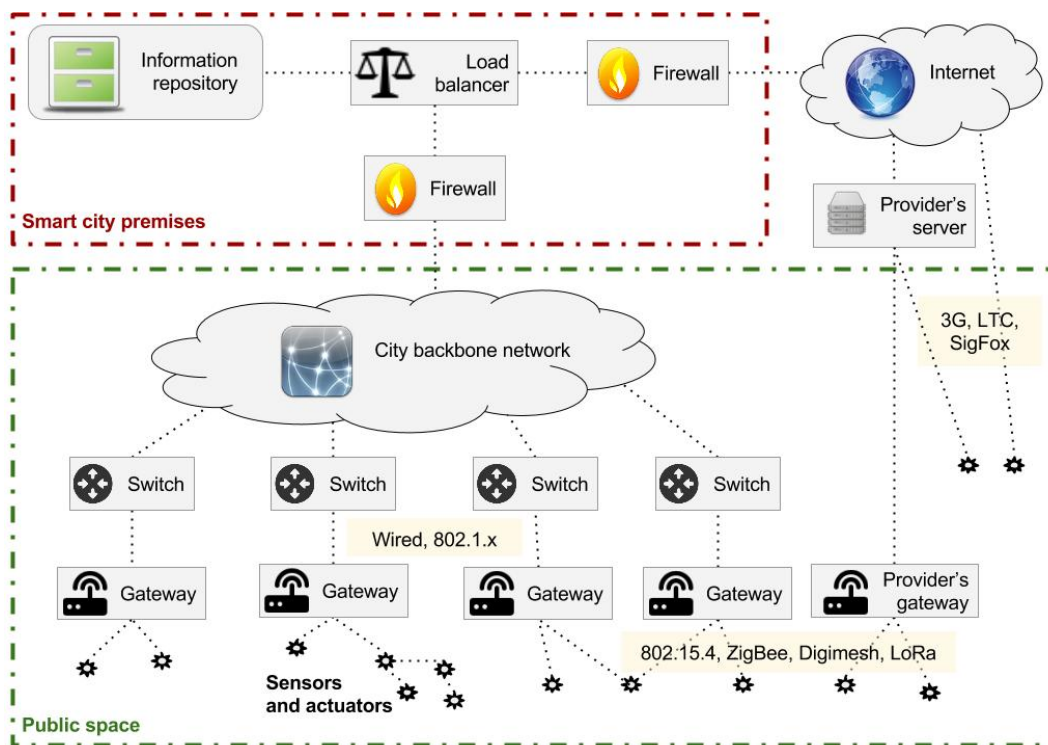 Information
repository
Load
balancer
Firewall
Internet
Firewall
Smart city premises
Provider's
server
3G, LTC,
SigFox
City backbone network
Switch
Switch
Switch
Switch
Wired, 802.1.x
Gateway
Gateway
Gateway
Gateway
Provider's
gateway
802.15.4, ZigBee, Digimesh, LoRa
Sensors
and actuators
Public space